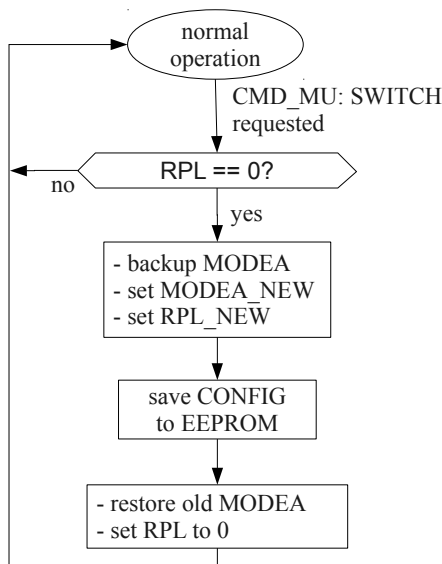 normal
operation
CMD_MU: SWITCH
requested
RPL == 0?
no
yes
- backup MODEA
- set MODEA_NEW
- set RPL_NEW
save CONFIG
to EEPROM
- restore old MODEA
- set RPL to 0